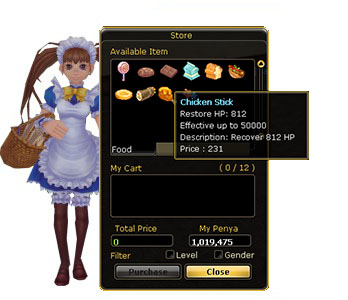 Store
Available Item
Chicken Stick
Restore HP: 812
Effective up to 50000
Description: Recover 812 HP
Price : 231
Food
My Cart ( 0 / 12 )
Total Price My Penya
0 1,019,475
Filter Level Gender
Purchase Close